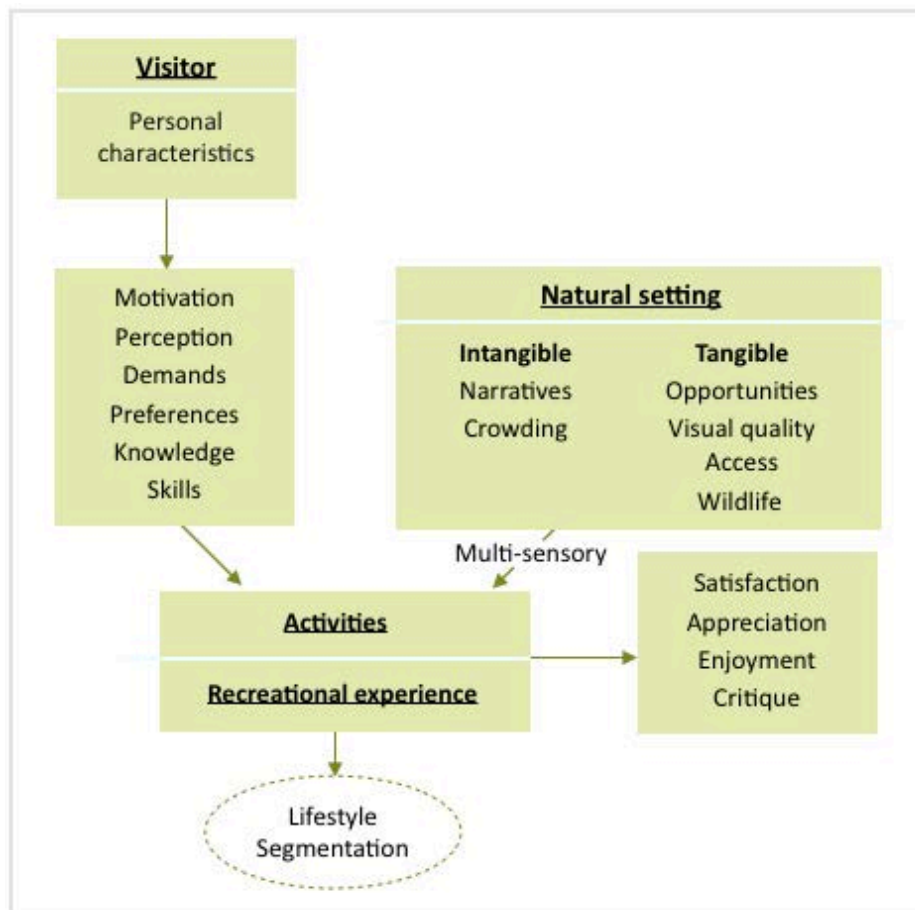 Visitor
Personal
characteristics
Motivation
Perception
Demands
Preferences
Knowledge
Skills
Natural setting
Intangible
Narratives
Crowding
Tangible
Opportunities
Visual quality
Access
Wildlife
Multi-sensory
Activities
Recreational experience
Satisfaction
Appreciation
Enjoyment
Critique
Lifestyle
Segmentation